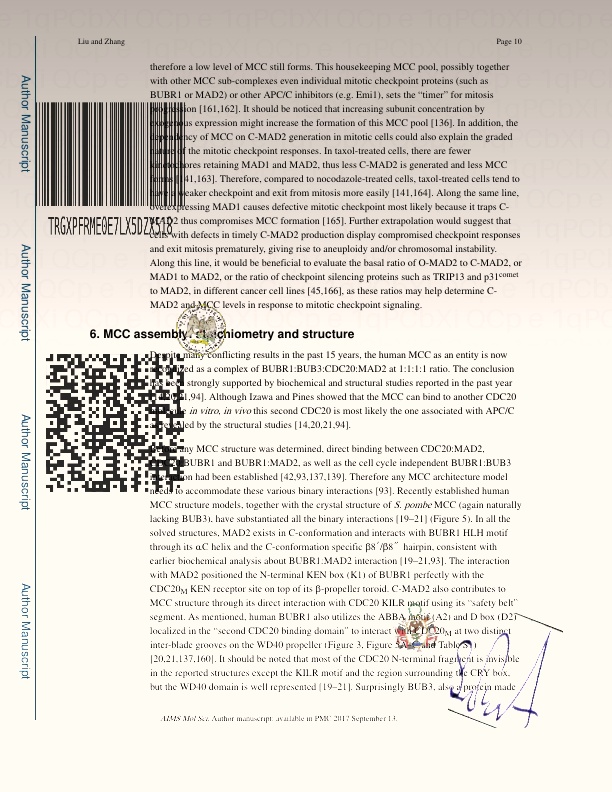 Liu and Zhang
Page 10
therefore a low level of MCC still forms. This housekeeping MCC pool, possibly together
with other MCC sub-complexes even individual mitotic checkpoint proteins (such as
BUBR1 or MAD2) or other APC/C inhibitors (e.g. Emi1), sets the “timer” for mitosis
progression [161,162]. It should be noticed that increasing subunit concentration by
exogenous expression might increase the formation of this MCC pool [136]. In addition, the
dependency of MCC on C-MAD2 generation in mitotic cells could also explain the graded
nature of the mitotic checkpoint responses. In taxol-treated cells, there are fewer
kinetochores retaining MAD1 and MAD2, thus less C-MAD2 is generated and less MCC
forms [141,163]. Therefore, compared to nocodazole-treated cells, taxol-treated cells tend to
have a weaker checkpoint and exit from mitosis more easily [141,164]. Along the same line,
overexpressing MAD1 causes defective mitotic checkpoint most likely because it traps C-
MAD2 thus compromises MCC formation [165]. Further extrapolation would suggest that
cells with defects in timely C-MAD2 production display compromised checkpoint responses
and exit mitosis prematurely, giving rise to aneuploidy and/or chromosomal instability.
Along this line, it would be beneficial to evaluate the basal ratio of O-MAD2 to C-MAD2, or
MAD1 to MAD2, or the ratio of checkpoint silencing proteins such as TRIP13 and p31comet
to MAD2, in different cancer cell lines [45,166], as these ratios may help determine C-
MAD2 and MCC levels in response to mitotic checkpoint signaling.
6. MCC assembly, stoichiometry and structure
Despite many conflicting results in the past 15 years, the human MCC as an entity is now
recognized as a complex of BUBR1:BUB3:CDC20:MAD2 at 1:1:1:1 ratio. The conclusion
has been strongly supported by biochemical and structural studies reported in the past year
Although Izawa and Pines showed that the MCC can bind to another CDC20
in vitro, in vivo this second CDC20 is most likely the one associated with APC/C
as revealed by the structural studies [14,20,21,94].
Before any MCC structure was determined, direct binding between CDC20:MAD2,
BUBR1 and BUBR1:MAD2, as well as the cell cycle independent BUBR1:BUB3
interaction had been established [42,93,137,139]. Therefore any MCC architecture model
needs to accommodate these various binary interactions [93]. Recently established human
MCC structure models, together with the crystal structure of S. pombe MCC (again naturally
lacking BUB3), have substantiated all the binary interactions [19–21] (Figure 5). In all the
solved structures, MAD2 exists in C-conformation and interacts with BUBR1 HLH motif
through its αC helix and the C-conformation specific β8′/β8″ hairpin, consistent with
earlier biochemical analysis about BUBR1:MAD2 interaction [19–21,93]. The interaction
with MAD2 positioned the N-terminal KEN box (K1) of BUBR1 perfectly with the
CDC20M KEN receptor site on top of its β-propeller toroid. C-MAD2 also contributes to
MCC structure through its direct interaction with CDC20 KILR motif using its “safety belt”
segment. As mentioned, human BUBR1 also utilizes the ABBA motif (A2) and D box (D2)
localized in the “second CDC20 binding domain” to interact with CDC20M at two distinct
inter-blade grooves on the WD40 propeller (Figure 3, Figure 5 and Table S1)
[20,21,137,160]. It should be noted that most of the CDC20 N-terminal fragment is invisible
in the reported structures except the KILR motif and the region surrounding the CRY box,
but the WD40 domain is well represented [19–21]. Surprisingly BUB3, also a protein made
AIMS Mol Sci. Author manuscript; available in PMC 2017 September 13.
Author Manuscript
Author Manuscript
Author Manuscript
Author Manuscript